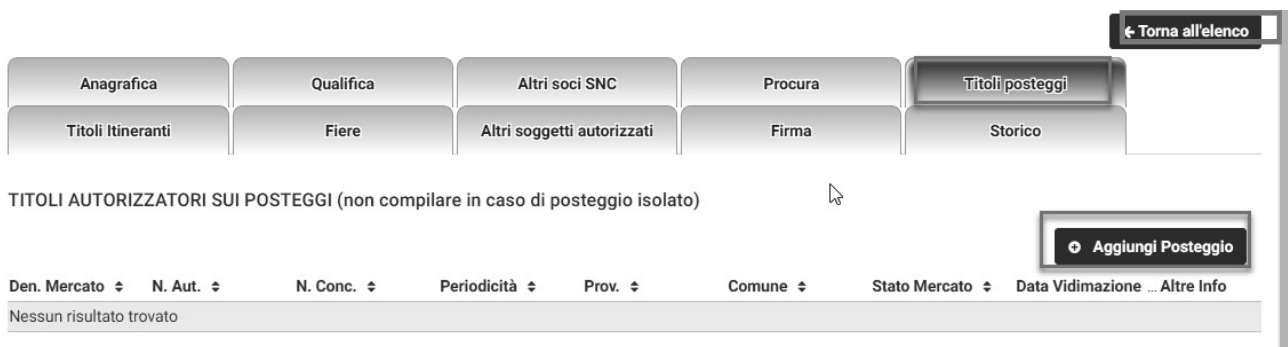 Torna all'elenco
Anagrafica Qualifica Altri soci SNC Procura Titoli posteggi
Titoli Itineranti Fiere Altri soggetti autorizzati Firma Storico
TITOLI AUTORIZZATORI SUI POSTEGGI (non compilare in caso di posteggio isolato)
Aggiungi Posteggio
Den. Mercato N. Aut. N. Conc. Periodicità Prov. Comune Stato Mercato Data Vidimazione ... Altre Info
Nessun risultato trovato